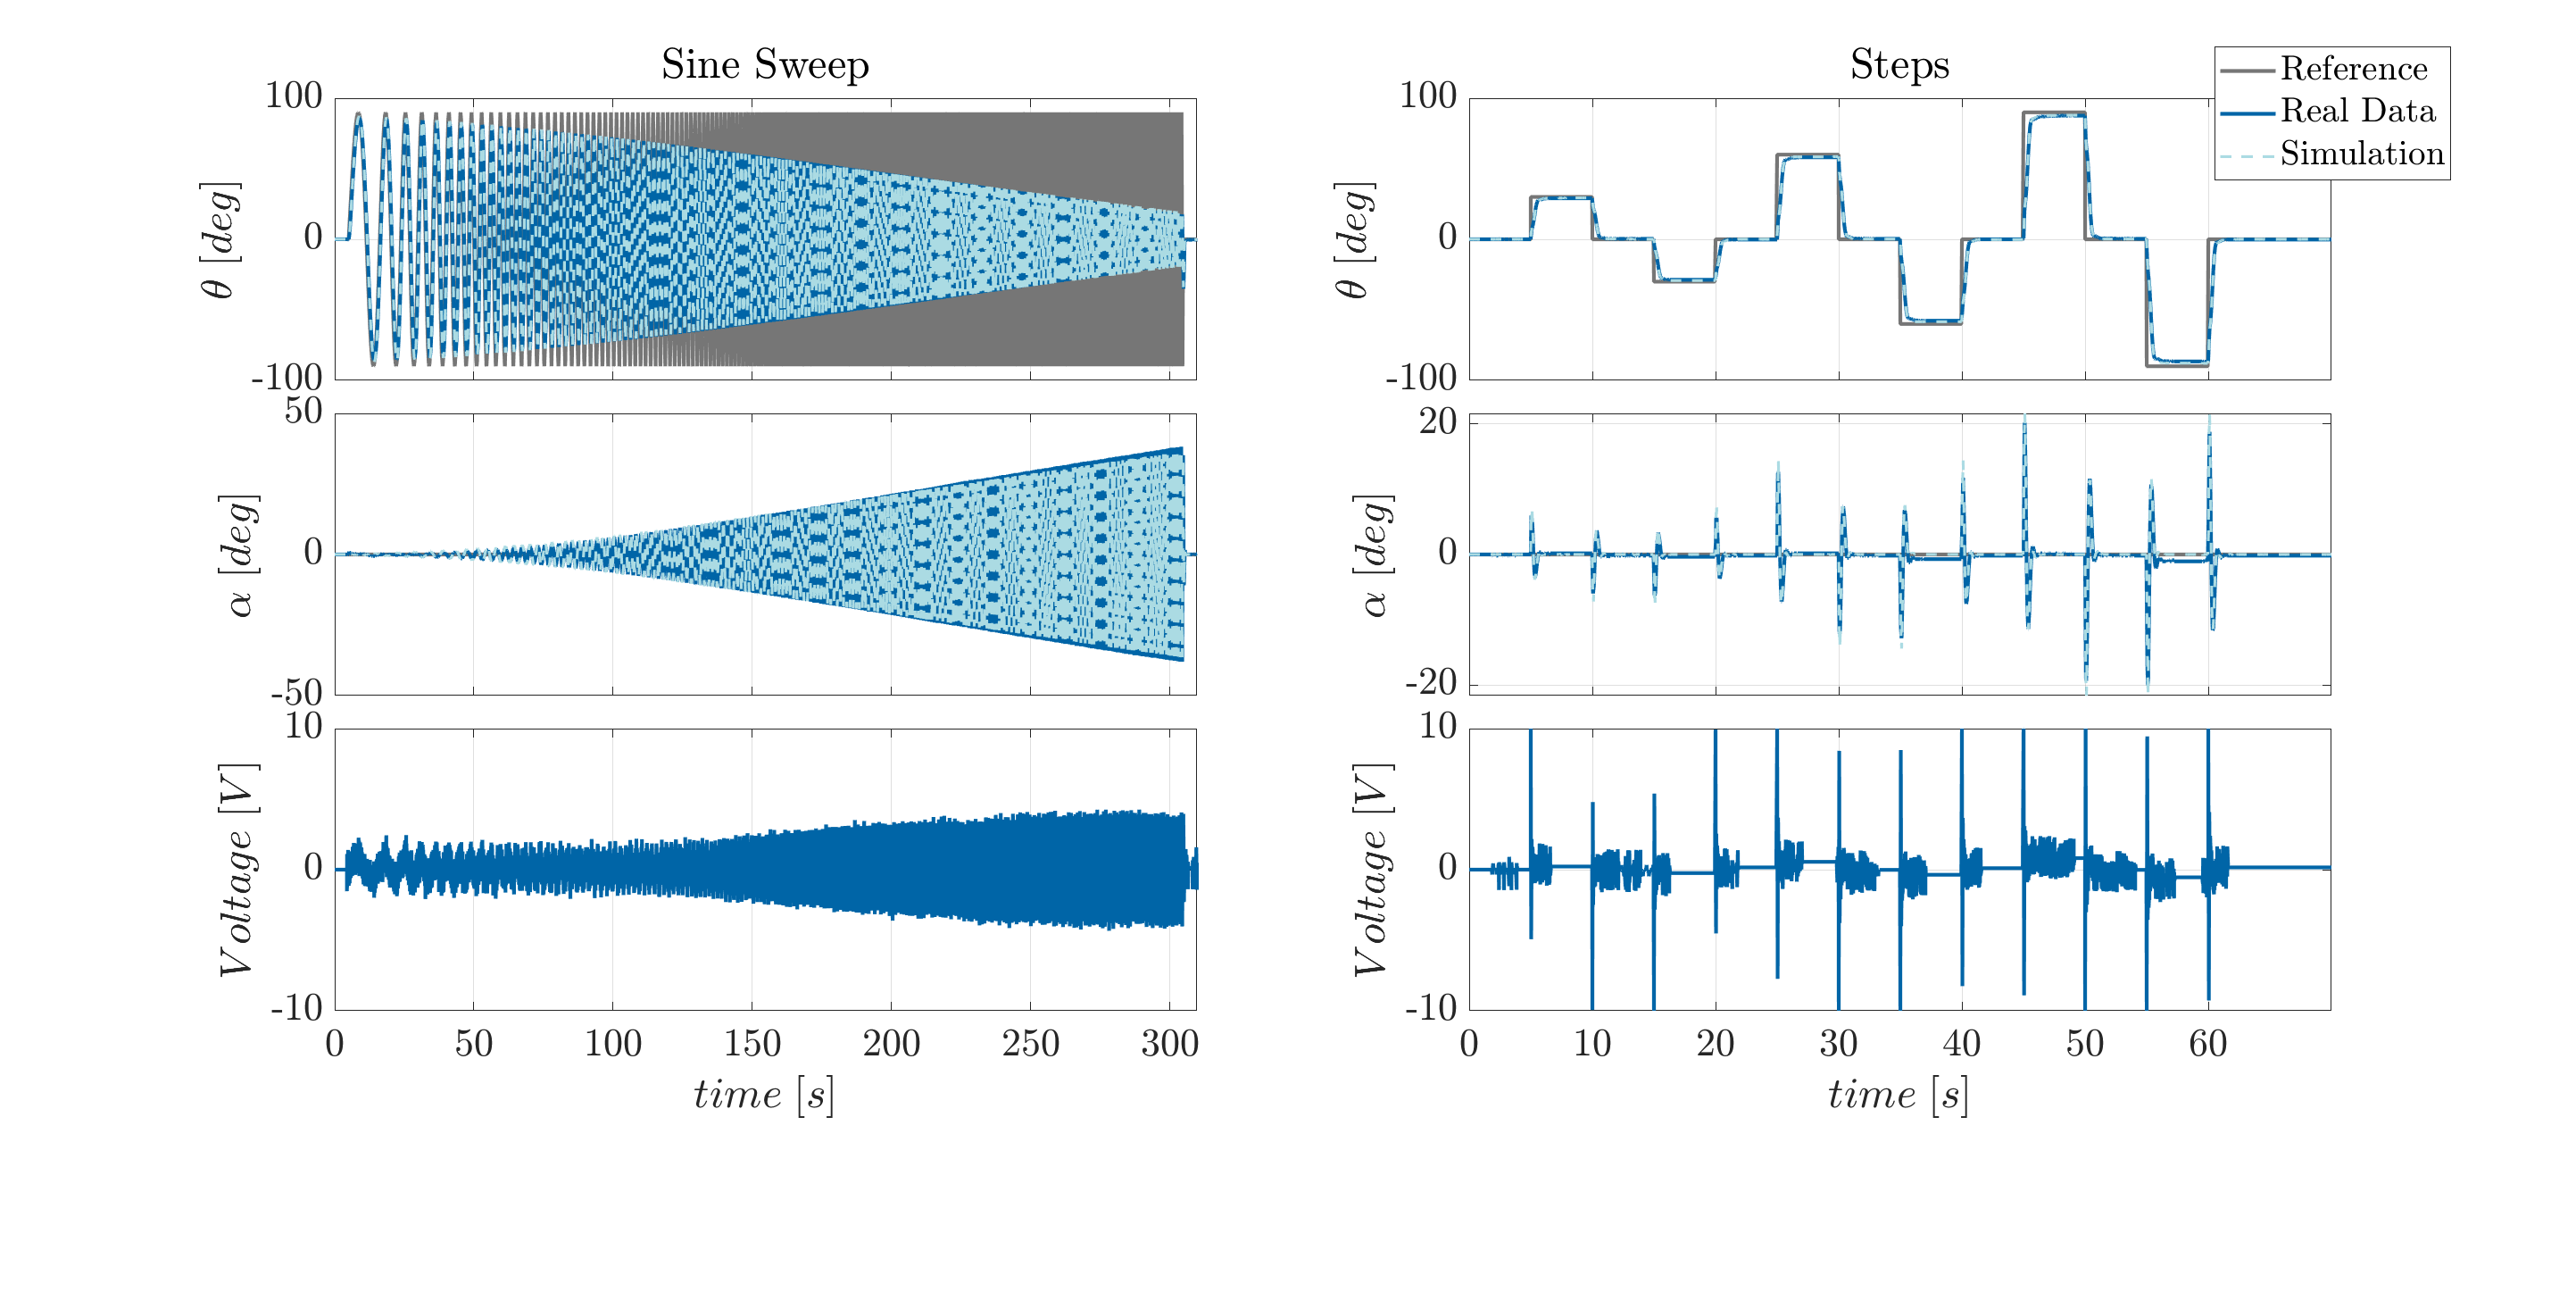 Sine Sweep
100
0
-100
θ [deg]
50
0
-50
α [deg]
10
0
-10
Voltage [V]
0 50 100 150 200 250 300
time [s]
Steps
Reference
Real Data
Simulation
100
0
-100
θ [deg]
20
0
-20
α [deg]
10
0
-10
Voltage [V]
0 10 20 30 40 50 60
time [s]